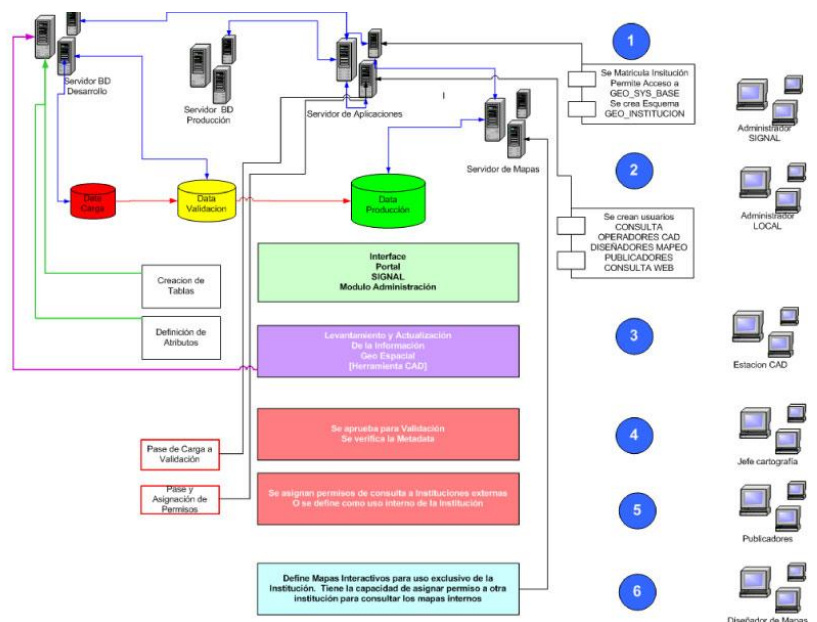 Servidor BD
Desarrollo
Servidor BD
Producción
Servidor de Aplicaciones
Servidor de Mapas
1
Se Matricula Insitución
Permite Acceso a
GEO_SYS_BASE
Se crea Esquema
GEO_INSTITUCION
Administrador
SIGNAL
Data
Carga
Data
Validacion
Data
Producción
2
Se crean usuarios
CONSULTA
OPERADORES CAD
DISEÑADORES MAPEO
PUBLICADORES
CONSULTA WEB
Administrador
LOCAL
Creacion de
Tablas
Interface
Portal
SIGNAL
Modulo Administración
Definición de
Atributos
Levantamiento y Actualización
De la Información
Geo Espacial
[Herramienta CAD]
3
Estacion CAD
Pase de Carga a
Validación
Se aprueba para Validación
Se verifica la Metadata
4
Jefe cartografía
Pase y
Asignación de
Permisos
Se asignan permisos de consulta a Instituciones externas
O se define como uso interno de la Institución
5
Publicadores
Define Mapas Interactivos para uso exclusivo de la
Institución. Tiene la capacidad de asignar permiso a otra
institución para consultar los mapas internos
6
Diseñador de Mapas